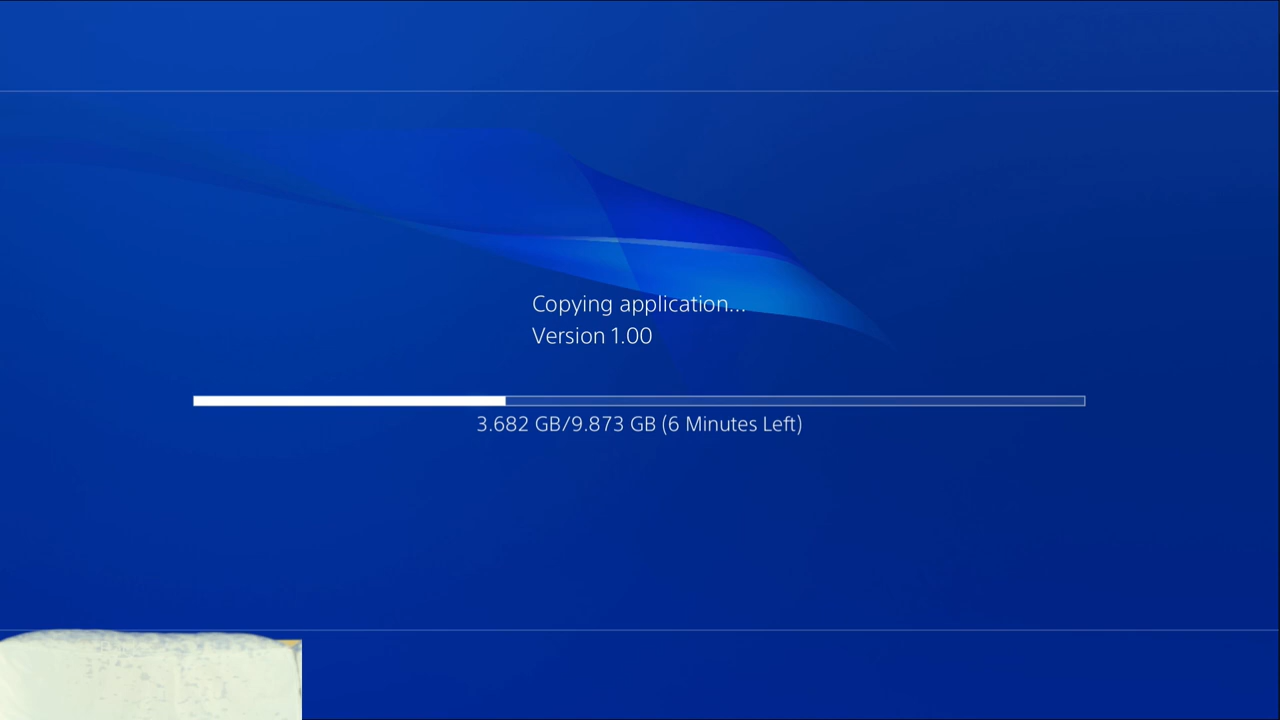 Copying application...
Version 1.00
3.682 GB/9.873 GB (6 Minutes Left)